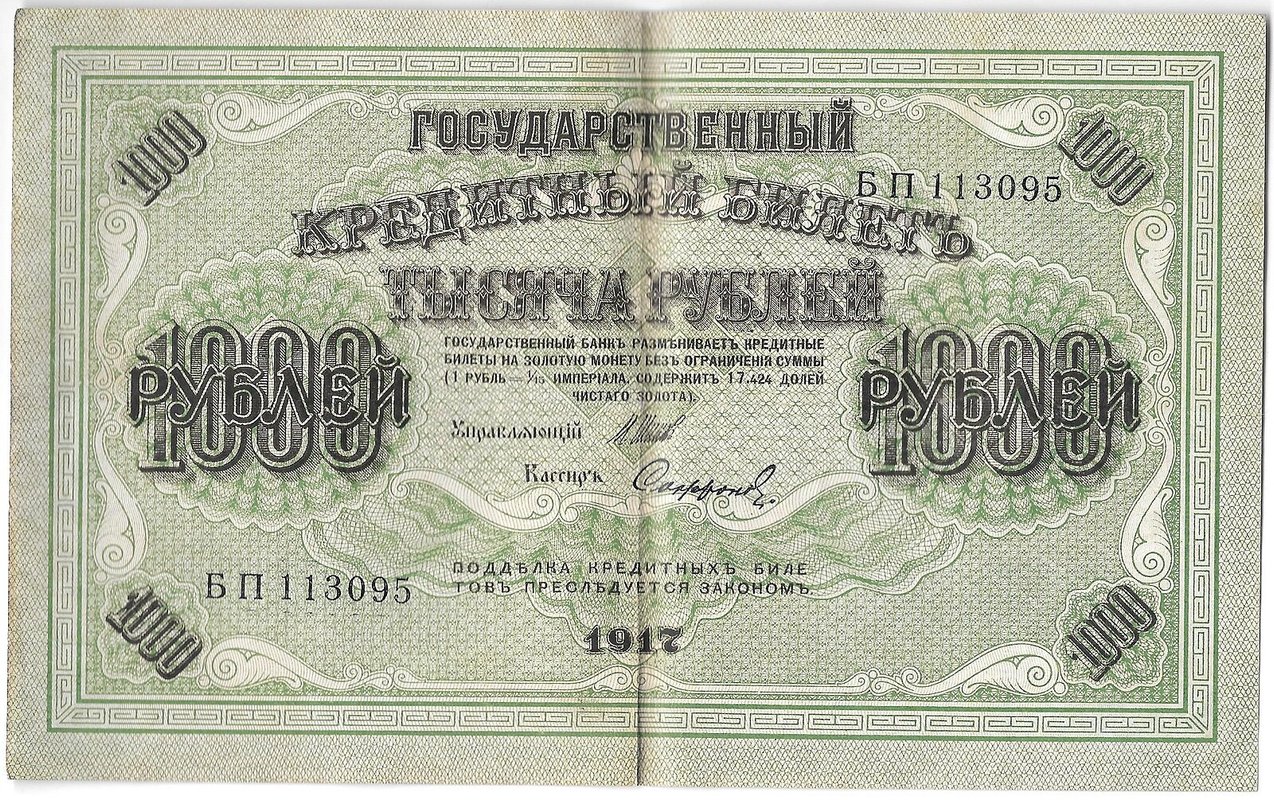 1000
1000
ГОСУДАРСТВЕННЫЙ
КРЕДИТНЫЙ БИЛЕТЪ
БП 113095
ТЫСЯЧА РУБЛЕЙ
ГОСУДАРСТВЕННЫЙ БАНКЪ РАЗМѢНИВАЕТЪ КРЕДИТНЫЕ
БИЛЕТЫ НА ЗОЛОТУЮ МОНЕТУ БЕЗЪ ОГРАНИЧЕНІЯ СУММЫ
(1 РУБЛЬ = 1/15 ИМПЕРІАЛА, СОДЕРЖИТЪ 17.424 ДОЛЕЙ
ЧИСТАГО ЗОЛОТА).
1000
РУБЛЕЙ
1000
РУБЛЕЙ
Управляющій
Кассиръ
Сафронов
БП 113095
ПОДДѢЛКА КРЕДИТНЫХЪ БИЛЕ
ТОВЪ ПРЕСЛѢДУЕТСЯ ЗАКОНОМЪ.
1917
1000
1000